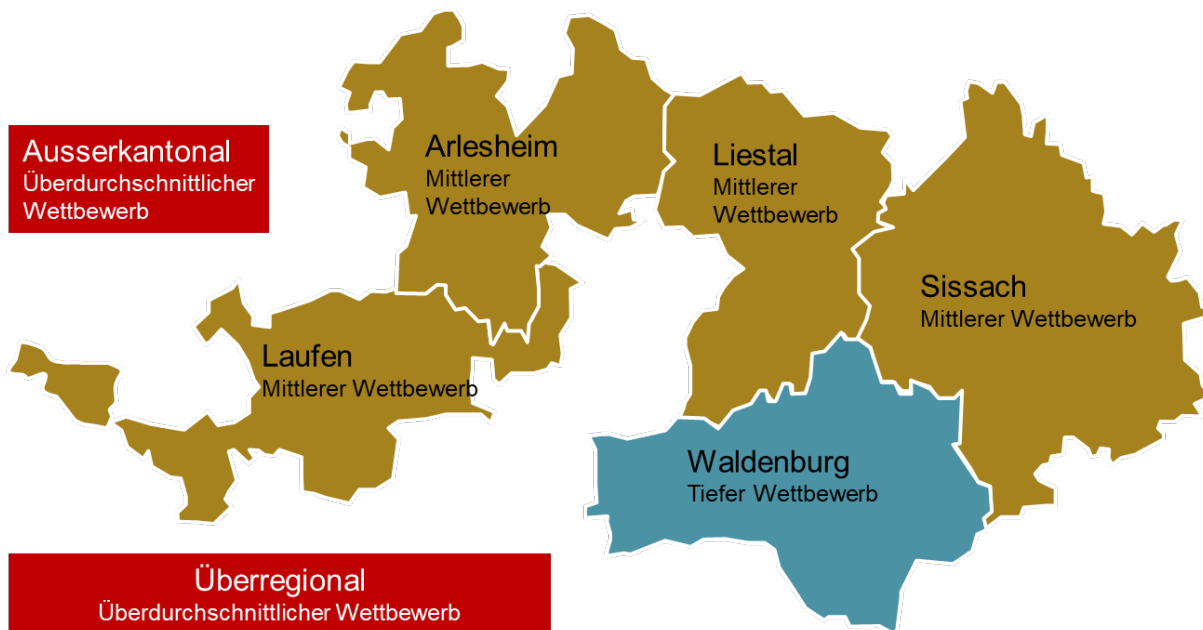 Ausserkantonal
Überdurchschnittlicher
Wettbewerb
Arlesheim
Mittlerer
Wettbewerb
Liestal
Mittlerer
Wettbewerb
Sissach
Mittlerer Wettbewerb
Laufen
Mittlerer Wettbewerb
Waldenburg
Tiefer Wettbewerb
Überregional
Überdurchschnittlicher Wettbewerb